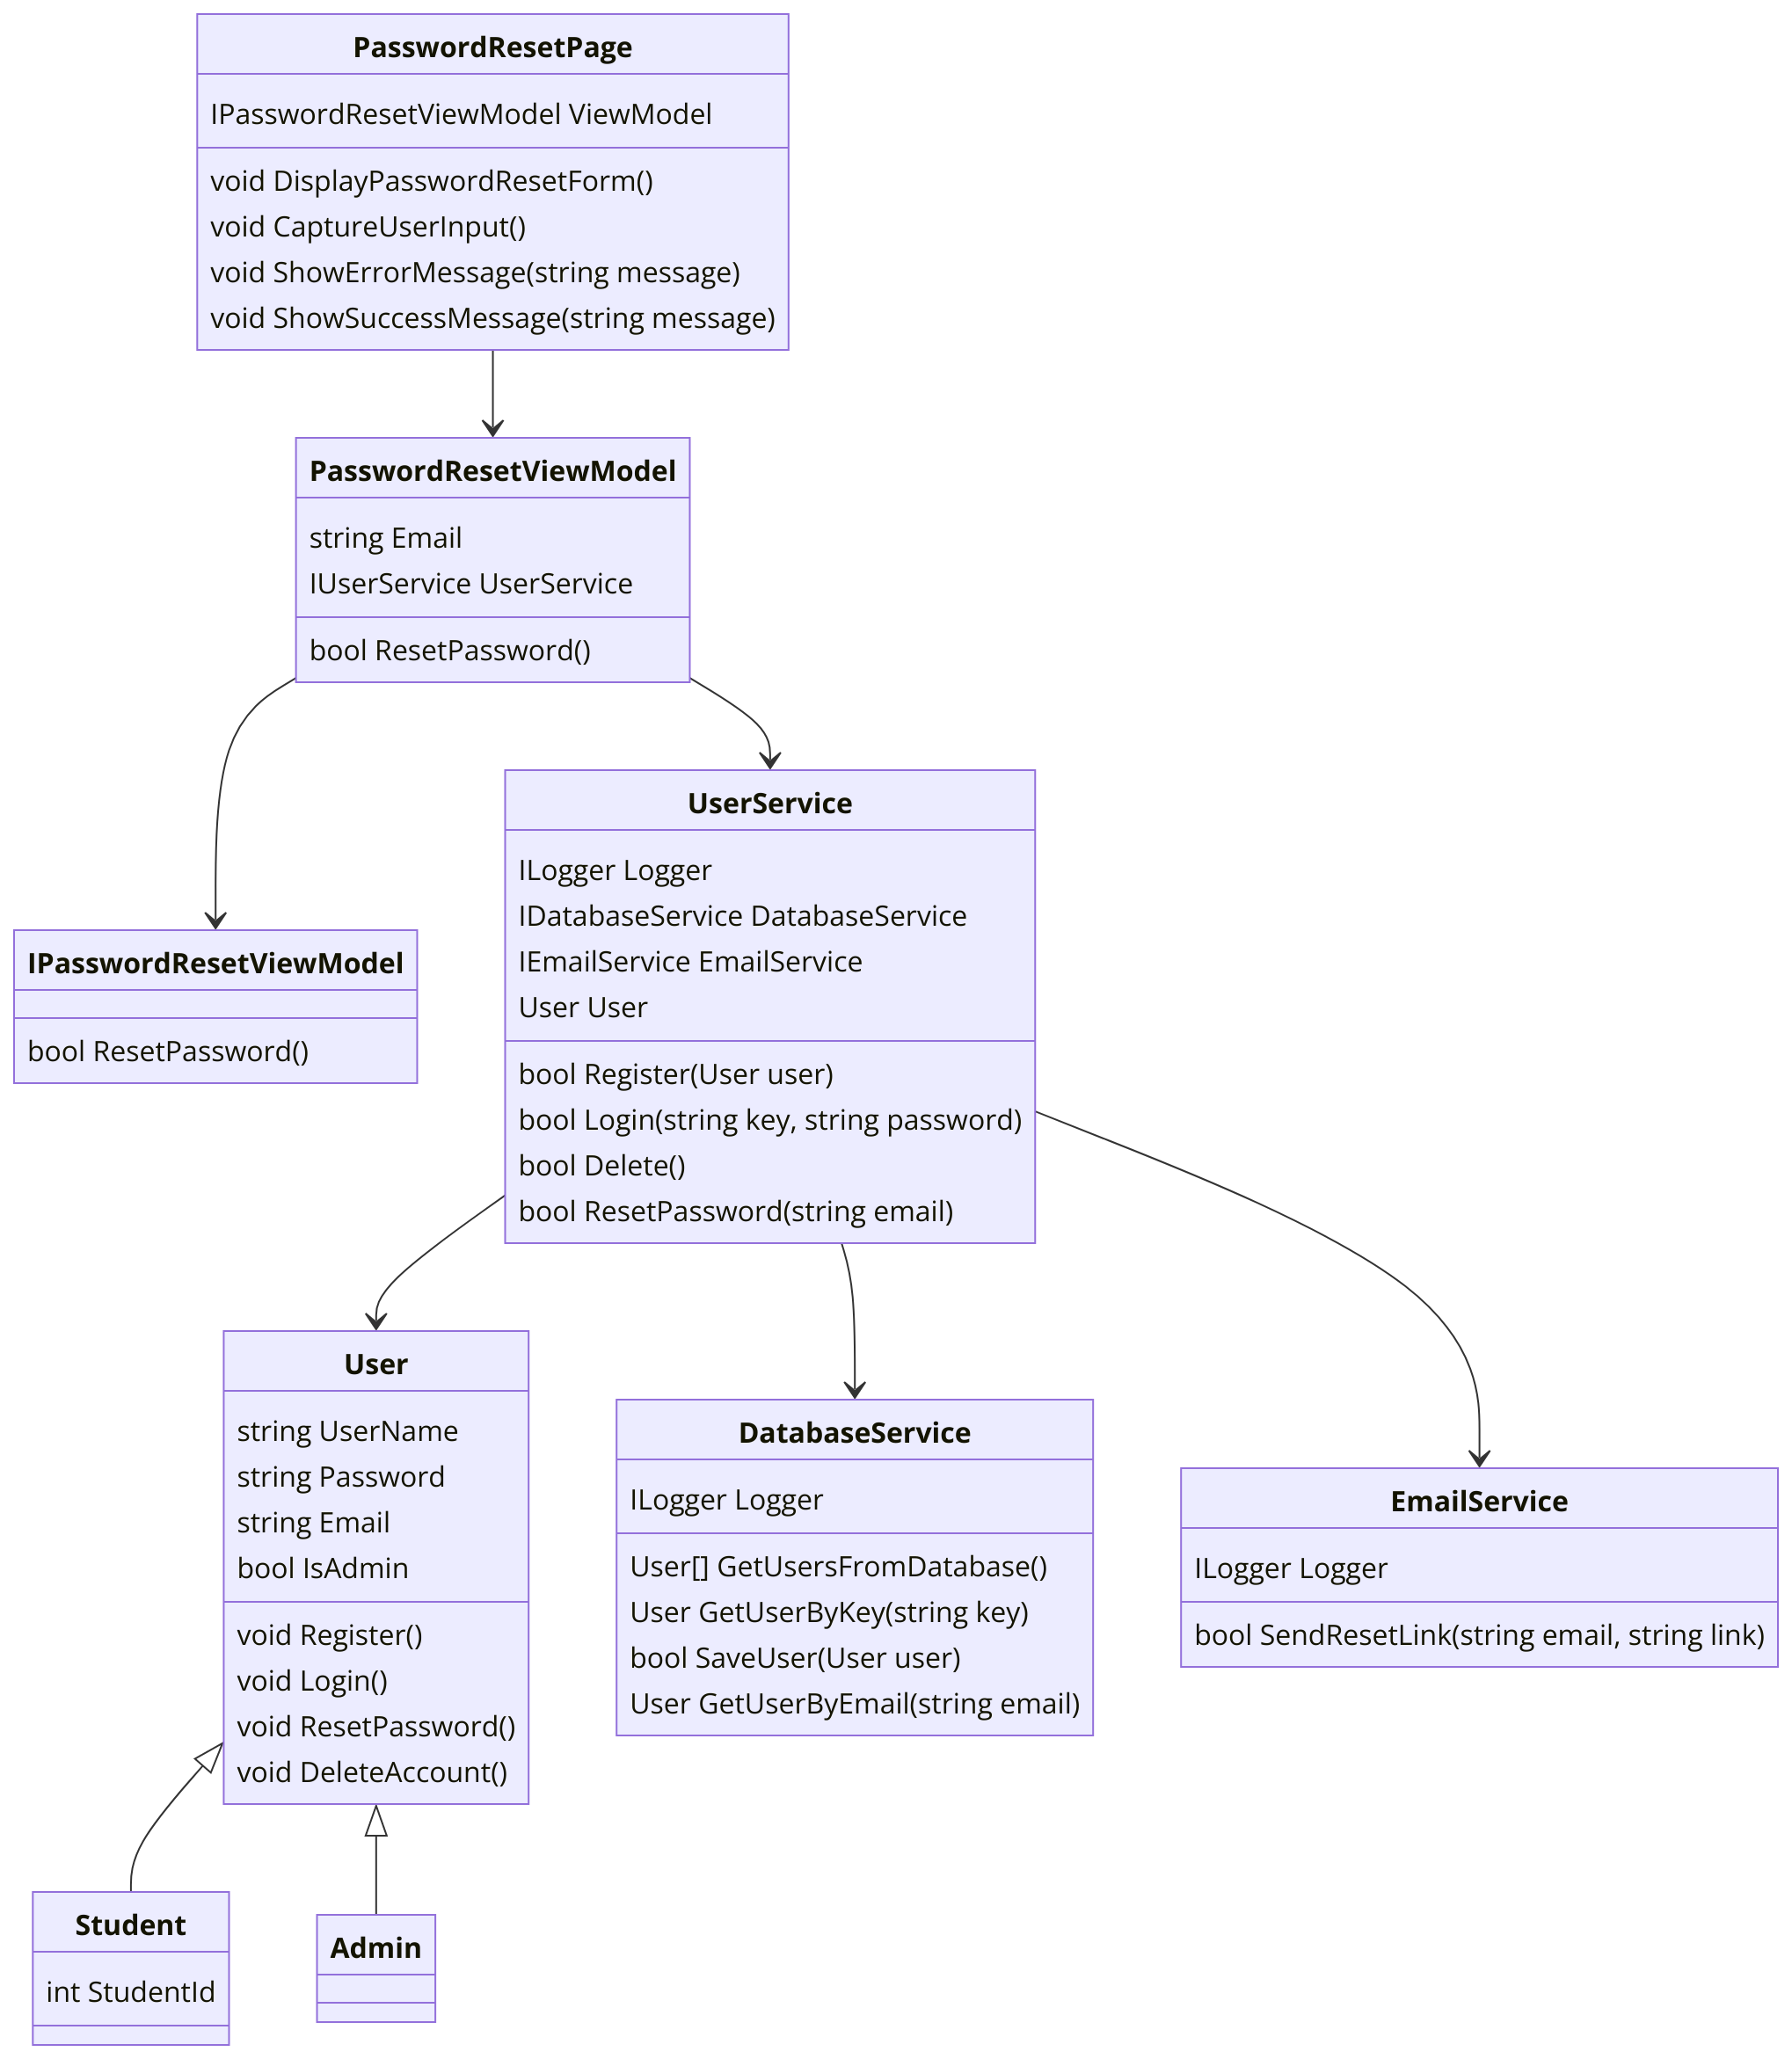 PasswordResetPage
IPasswordResetViewModel ViewModel
void DisplayPasswordResetForm()
void CaptureUserInput()
void ShowErrorMessage(string message)
void ShowSuccessMessage(string message)
PasswordResetViewModel
string Email
IUserService UserService
bool ResetPassword()
IPasswordResetViewModel
bool ResetPassword()
UserService
ILogger Logger
IDatabaseService DatabaseService
IEmailService EmailService
User User
bool Register(User user)
bool Login(string key, string password)
bool Delete()
bool ResetPassword(string email)
User
string UserName
string Password
string Email
bool IsAdmin
void Register()
void Login()
void ResetPassword()
void DeleteAccount()
DatabaseService
ILogger Logger
User[] GetUsersFromDatabase()
User GetUserByKey(string key)
bool SaveUser(User user)
User GetUserByEmail(string email)
EmailService
ILogger Logger
bool SendResetLink(string email, string link)
Student
int StudentId
Admin